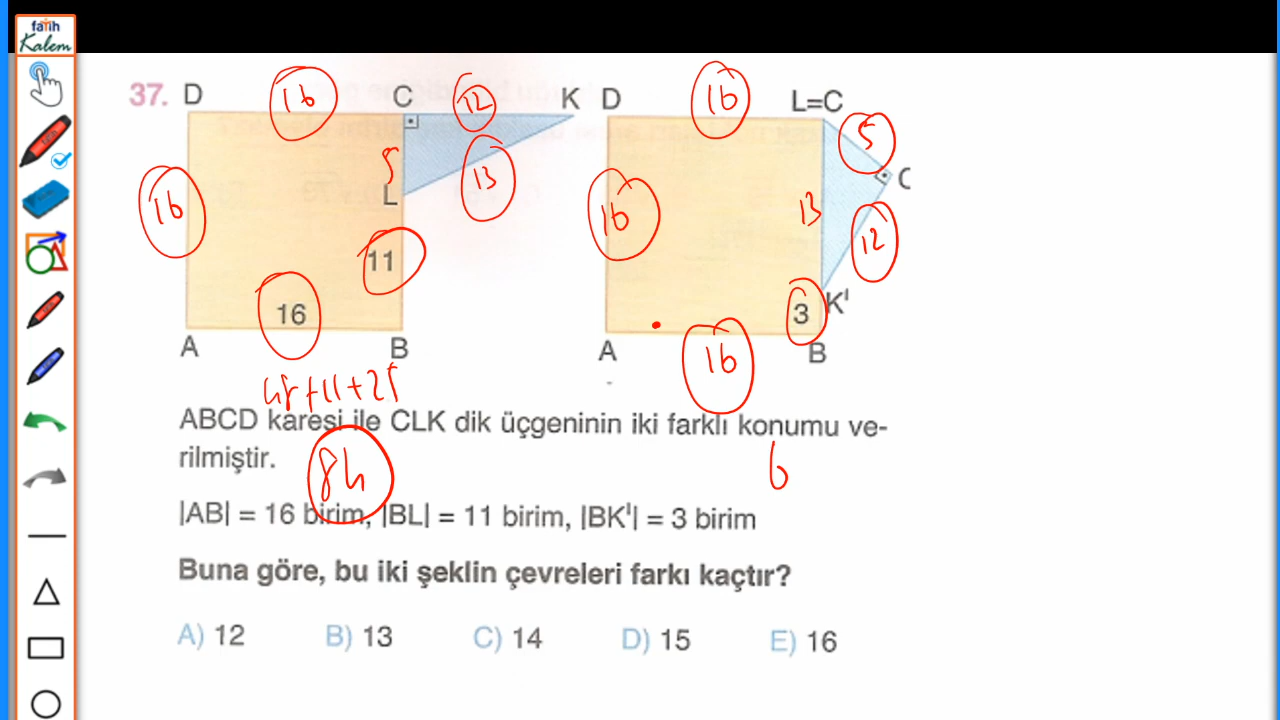 fatih
Kalem
37. D 16 C 12 K D 16 L=C
5
5 13
16 L 16 13 C
12
11
16 3 K'
A B A 16 B
48+11+25
ABCD karesi ile CLK dik üçgeninin iki farklı konumu ve-
rilmiştir.
84 6
|AB| = 16 birim, |BL| = 11 birim, |BK'| = 3 birim
Buna göre, bu iki şeklin çevreleri farkı kaçtır?
A) 12 B) 13 C) 14 D) 15 E) 16